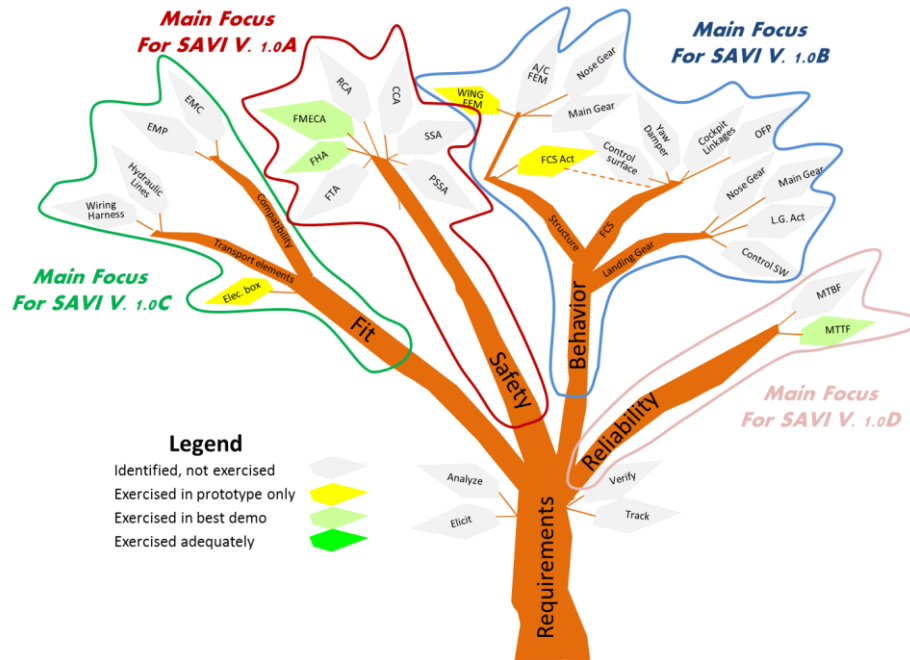 Main Focus
For SAVI V. 1.0A
Main Focus
For SAVI V. 1.0B
EMC
EMP
Hydraulic
Lines
Wiring
Harness
Compatibility
Transport elements
Elec. box
Fit
Main Focus
For SAVI V. 1.0C
RCA
CCA
FMECA
SSA
FHA
PSSA
FTA
Safety
A/C
FEM
Nose Gear
WING
FEM
Main Gear
FCS Act
Control
surface
Yaw
Damper
Cockpit
Linkages
OFP
Nose Gear
Main Gear
L.G. Act
Control SW
Structure
FCS
Landing Gear
Behavior
MTBF
MTTF
Reliability
Main Focus
For SAVI V. 1.0D
Legend
Identified, not exercised
Exercised in prototype only
Exercised in best demo
Exercised adequately
Analyze
Elicit
Verify
Track
Requirements